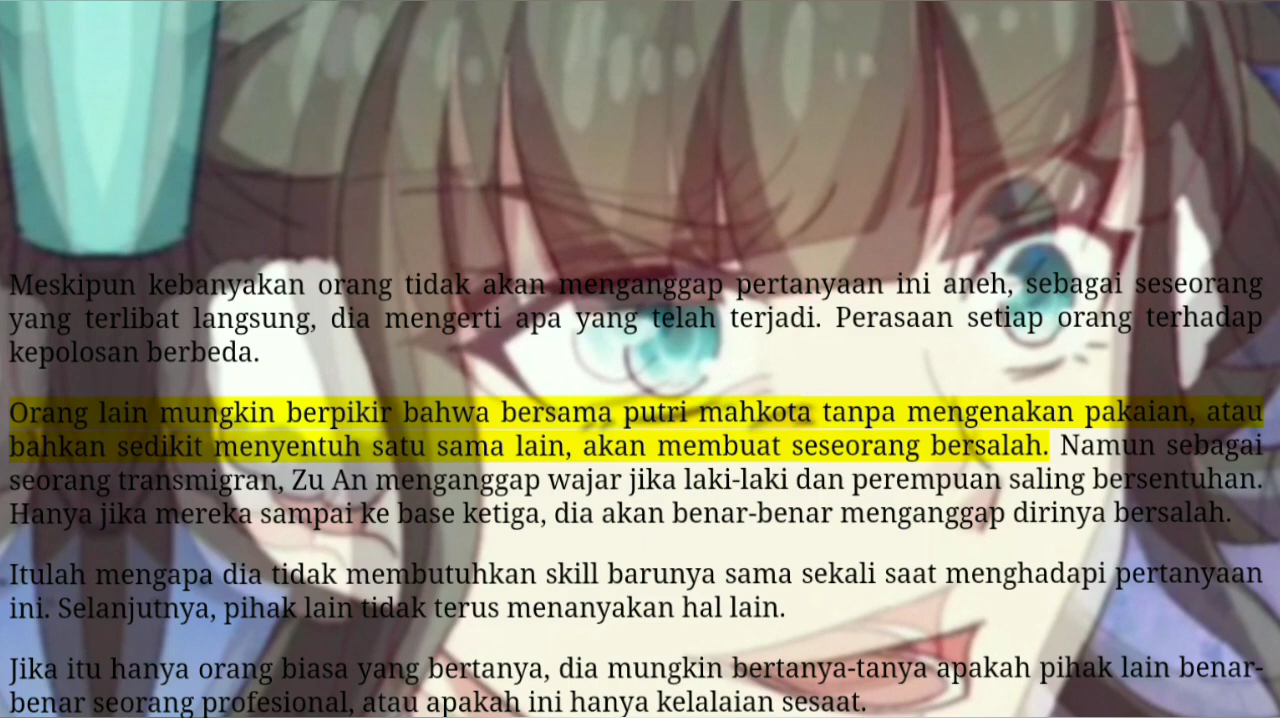 Meskipun kebanyakan orang tidak akan menganggap pertanyaan ini aneh, sebagai seseorang
yang terlibat langsung, dia mengerti apa yang telah terjadi. Perasaan setiap orang terhadap
kepolosan berbeda.
Orang lain mungkin berpikir bahwa bersama putri mahkota tanpa mengenakan pakaian, atau
bahkan sedikit menyentuh satu sama lain, akan membuat seseorang bersalah. Namun sebagai
seorang transmigran, Zu An menganggap wajar jika laki-laki dan perempuan saling bersentuhan.
Hanya jika mereka sampai ke base ketiga, dia akan benar-benar menganggap dirinya bersalah.
Itulah mengapa dia tidak membutuhkan skill barunya sama sekali saat menghadapi pertanyaan
ini. Selanjutnya, pihak lain tidak terus menanyakan hal lain.
Jika itu hanya orang biasa yang bertanya, dia mungkin bertanya-tanya apakah pihak lain benar-
benar seorang profesional, atau apakah ini hanya kelalaian sesaat.